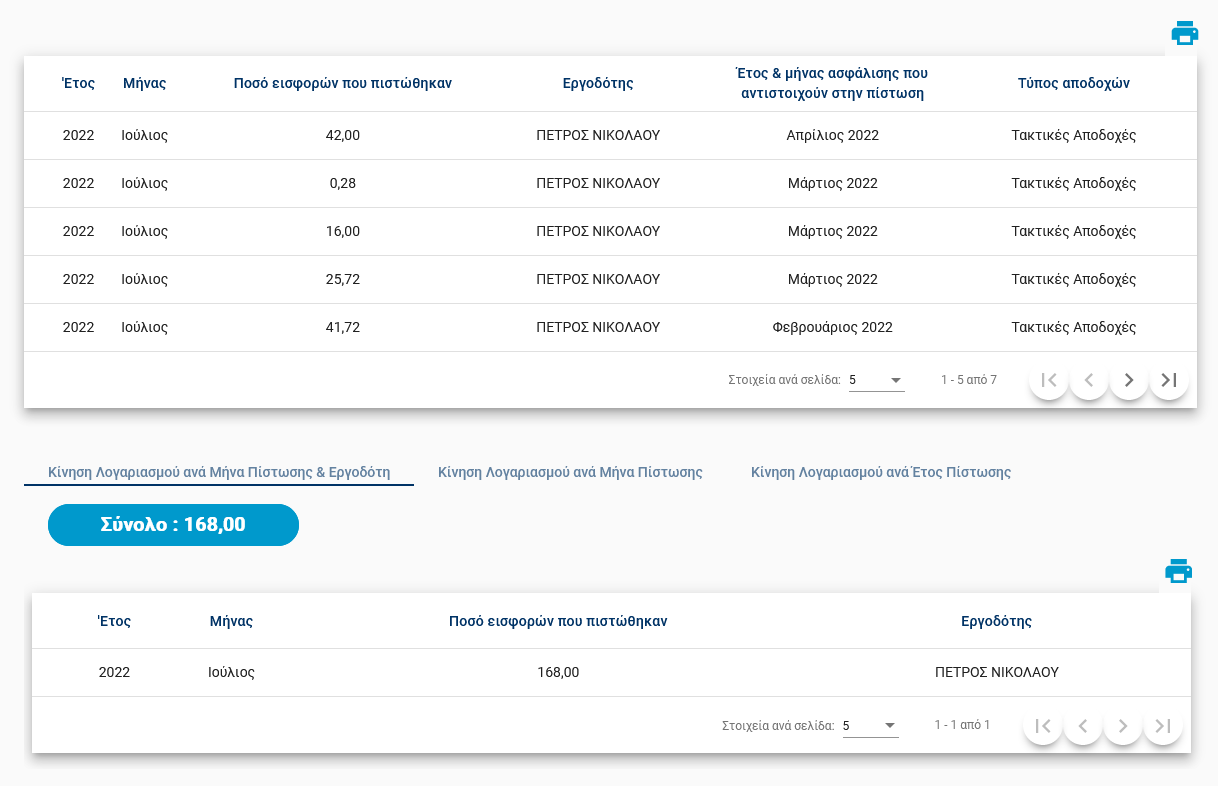 Έτος Μήνας Ποσό εισφορών που πιστώθηκαν Εργοδότης Έτος & μήνας ασφάλισης που αντιστοιχούν στην πίστωση Τύπος αποδοχών
2022 Ιούλιος 42,00 ΠΕΤΡΟΣ ΝΙΚΟΛΑΟΥ Απρίλιος 2022 Τακτικές Αποδοχές
2022 Ιούλιος 0,28 ΠΕΤΡΟΣ ΝΙΚΟΛΑΟΥ Μάρτιος 2022 Τακτικές Αποδοχές
2022 Ιούλιος 16,00 ΠΕΤΡΟΣ ΝΙΚΟΛΑΟΥ Μάρτιος 2022 Τακτικές Αποδοχές
2022 Ιούλιος 25,72 ΠΕΤΡΟΣ ΝΙΚΟΛΑΟΥ Μάρτιος 2022 Τακτικές Αποδοχές
2022 Ιούλιος 41,72 ΠΕΤΡΟΣ ΝΙΚΟΛΑΟΥ Φεβρουάριος 2022 Τακτικές Αποδοχές
Στοιχεία ανά σελίδα: 5 1 - 5 από 7
Κίνηση Λογαριασμού ανά Μήνα Πίστωσης & Εργοδότη Κίνηση Λογαριασμού ανά Μήνα Πίστωσης Κίνηση Λογαριασμού ανά Έτος Πίστωσης
Σύνολο : 168,00
Έτος Μήνας Ποσό εισφορών που πιστώθηκαν Εργοδότης
2022 Ιούλιος 168,00 ΠΕΤΡΟΣ ΝΙΚΟΛΑΟΥ
Στοιχεία ανά σελίδα: 5 1 - 1 από 1